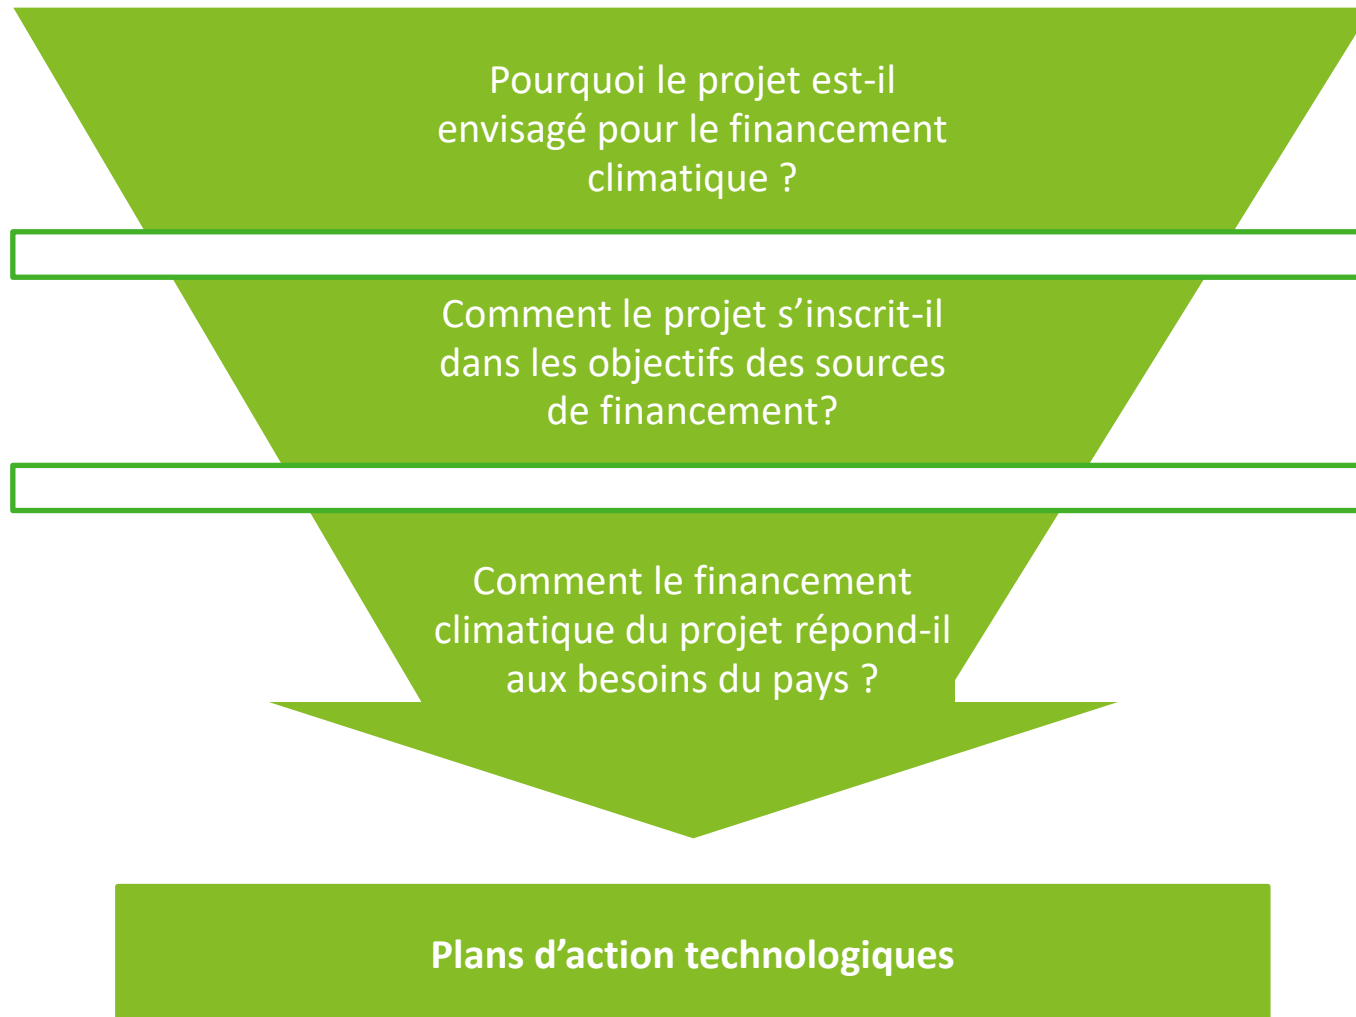 Pourquoi le projet est-il
envisagé pour le financement
climatique ?
Comment le projet s’inscrit-il
dans les objectifs des sources
de financement?
Comment le financement
climatique du projet répond-il
aux besoins du pays ?
Plans d’action technologiques